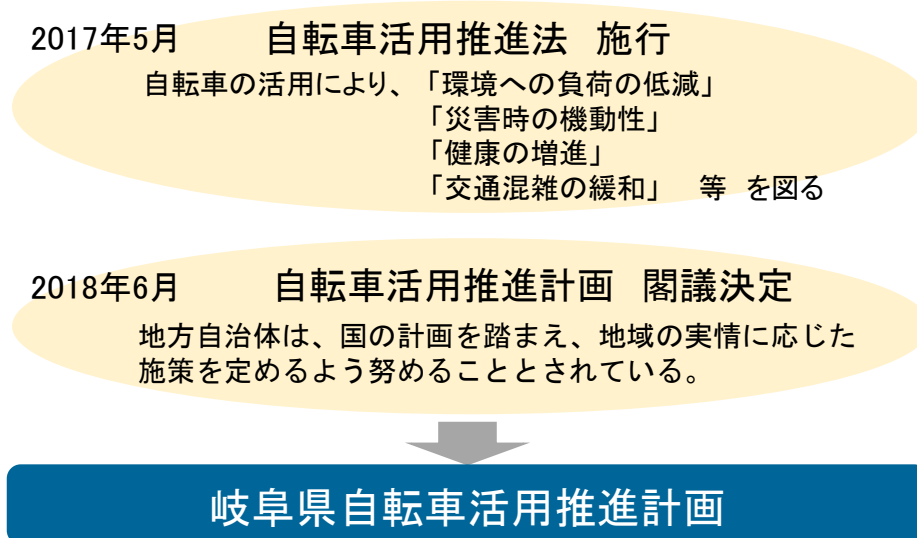 2017年5月　自転車活用推進法　施行
自転車の活用により、「環境への負荷の低減」
「災害時の機動性」
「健康の増進」
「交通混雑の緩和」　等　を図る
2018年6月　自転車活用推進計画　閣議決定
地方自治体は、国の計画を踏まえ、地域の実情に応じた
施策を定めるよう努めることとされている。
岐阜県自転車活用推進計画